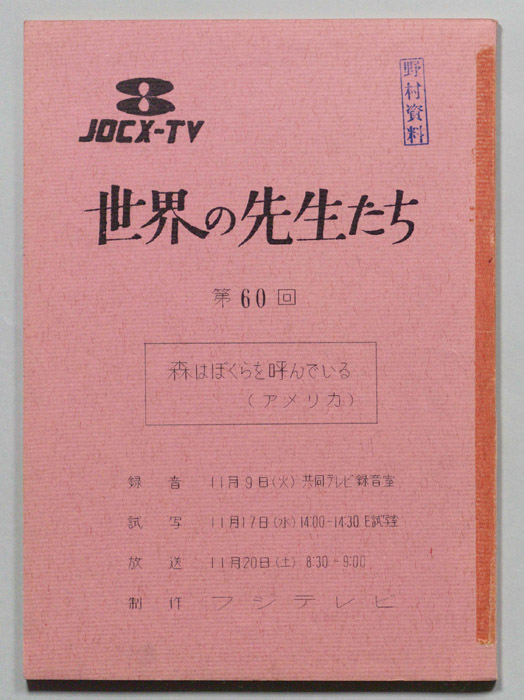 JOCX-TV
野村資料
世界の先生たち
第60回
森はぼくらを呼んでいる
(アメリカ)
録音 11月9日(火) 共同テレビ録音室
試写 11月17日(水) 14:00-14:30 E試室
放送 11月20日(土) 8:30-9:00
制作 フジテレビ